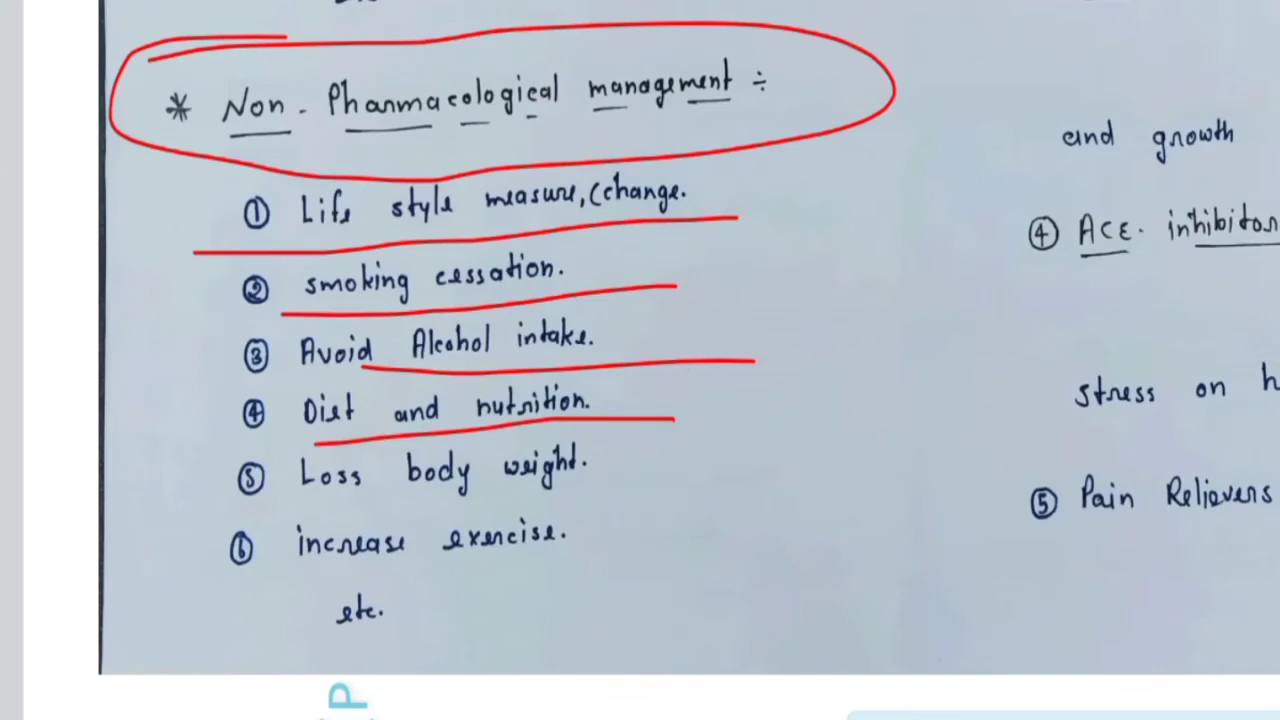 * Non - Pharmacological management ÷
① Life style measure, (change.
② smoking cessation.
③ Avoid Alcohol intake.
④ Diet and nutrition.
⑤ Loss body weight.
⑥ increase exercise.
etc.
and growth
④ ACE. inhibitor
stress on h
⑤ Pain Relievers
P